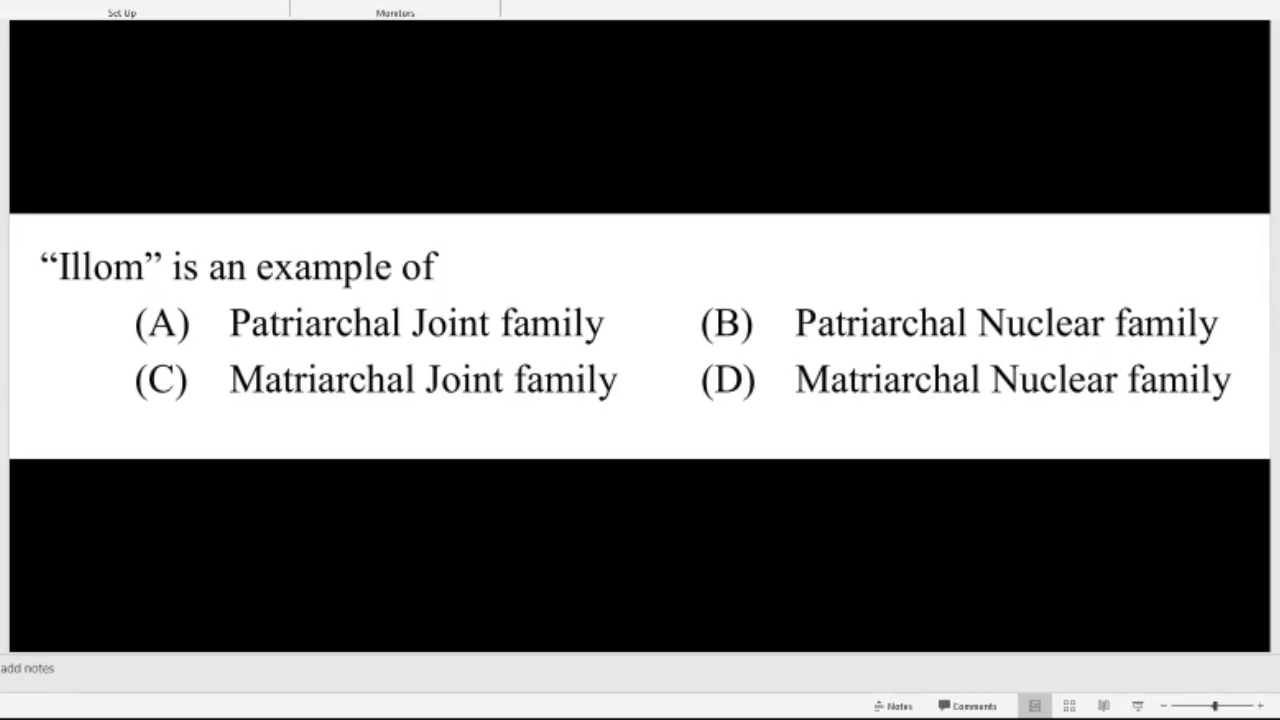 Set Up Monitors
“Illom” is an example of
(A) Patriarchal Joint family (B) Patriarchal Nuclear family
(C) Matriarchal Joint family (D) Matriarchal Nuclear family
add notes
Notes Comments